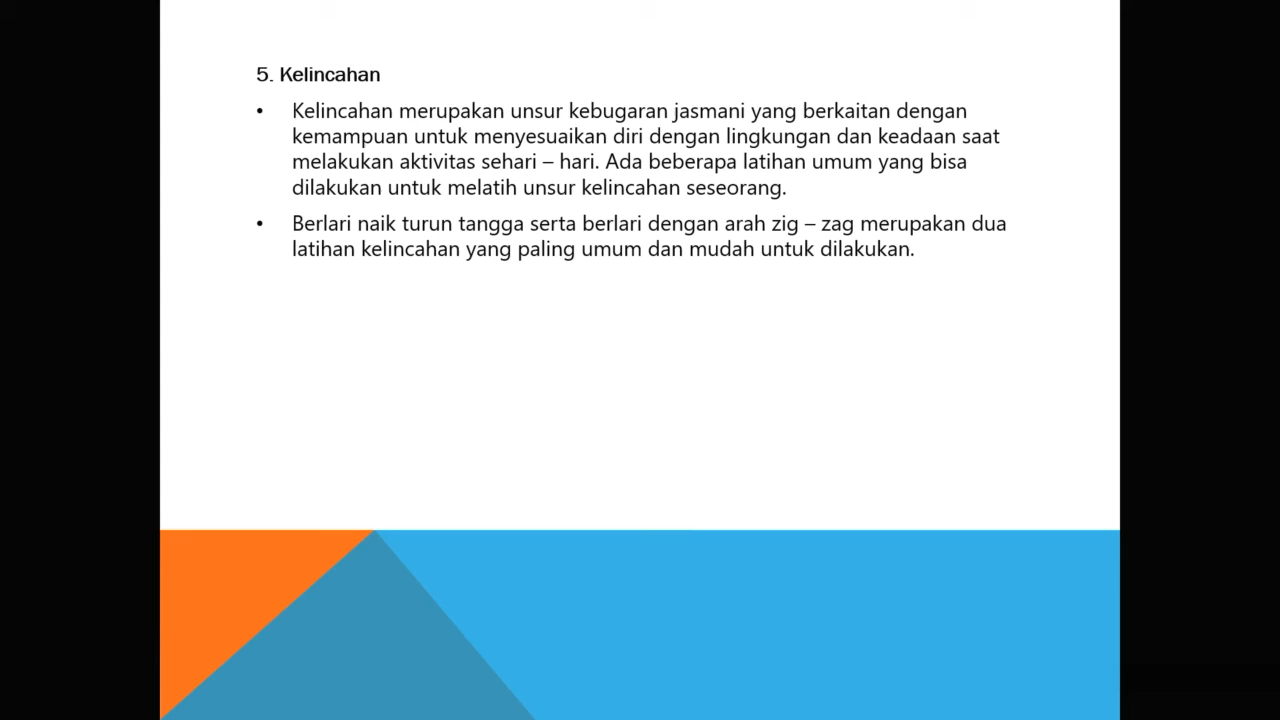 5. Kelincahan
• Kelincahan merupakan unsur kebugaran jasmani yang berkaitan dengan
kemampuan untuk menyesuaikan diri dengan lingkungan dan keadaan saat
melakukan aktivitas sehari – hari. Ada beberapa latihan umum yang bisa
dilakukan untuk melatih unsur kelincahan seseorang.
• Berlari naik turun tangga serta berlari dengan arah zig – zag merupakan dua
latihan kelincahan yang paling umum dan mudah untuk dilakukan.